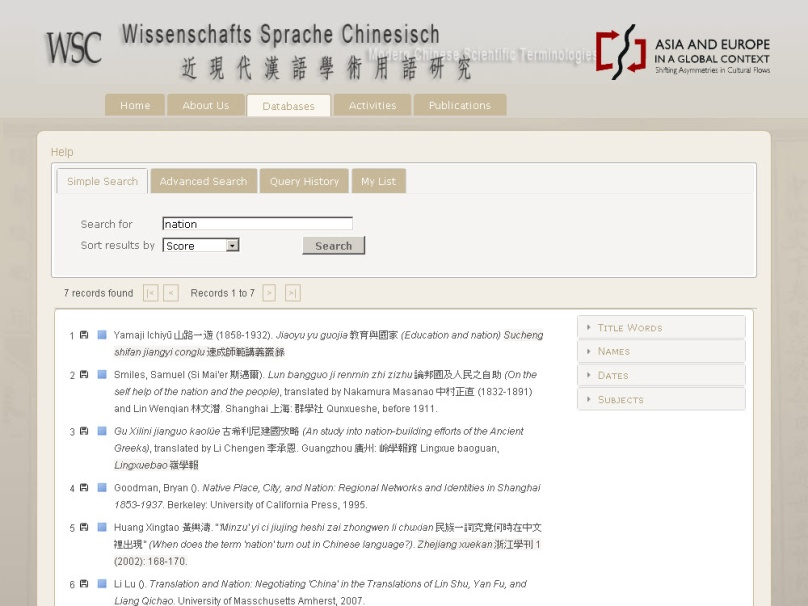 WSC Wissenschafts Sprache Chinesisch
Modern Chinese Scientific Terminologies
近現代漢語學術用語研究
ASIA AND EUROPE
IN A GLOBAL CONTEXT
Shifting Asymmetries in Cultural Flows
Home About Us Databases Activities Publications
Help
Simple Search Advanced Search Query History My List
Search for nation
Sort results by Score Search
7 records found |< < Records 1 to 7 > >|
1 Yamaji Ichiyū 山路一遊 (1858-1932). Jiaoyu yu guojia 教育與國家 (Education and nation) Sucheng
shifan jiangyi conglu 速成師範講義叢錄
2 Smiles, Samuel (Si Mai'er 斯邁爾). Lun bangguo ji renmin zhi zizhu 論邦國及人民之自助 (On the
self help of the nation and the people), translated by Nakamura Masanao 中村正直 (1832-1891)
and Lin Wenqian 林文潛. Shanghai 上海: 群學社 Qunxueshe, before 1911.
3 Gu Xilini jianguo kaolüe 古希利尼建國攷略 (An study into nation-building efforts of the Ancient
Greeks), translated by Li Chengen 李承恩. Guangzhou 廣州: 嶺學報館 Lingxue baoguan,
Lingxuebao 嶺學報
4 Goodman, Bryan (). Native Place, City, and Nation: Regional Networks and Identities in Shanghai
1853-1937. Berkeley: University of California Press, 1995.
5 Huang Xingtao 黃興濤. "'Minzu' yi ci jiujing heshi zai zhongwen li chuxian 民族一詞究竟何時在中文
裡出現" (When does the term 'nation' turn out in Chinese language?). Zhejiang xuekan 浙江學刊 1
(2002): 168-170.
6 Li Lu (). Translation and Nation: Negotiating 'China' in the Translations of Lin Shu, Yan Fu, and
Liang Qichao. University of Masschusetts Amherst, 2007.
Title Words
Names
Dates
Subjects